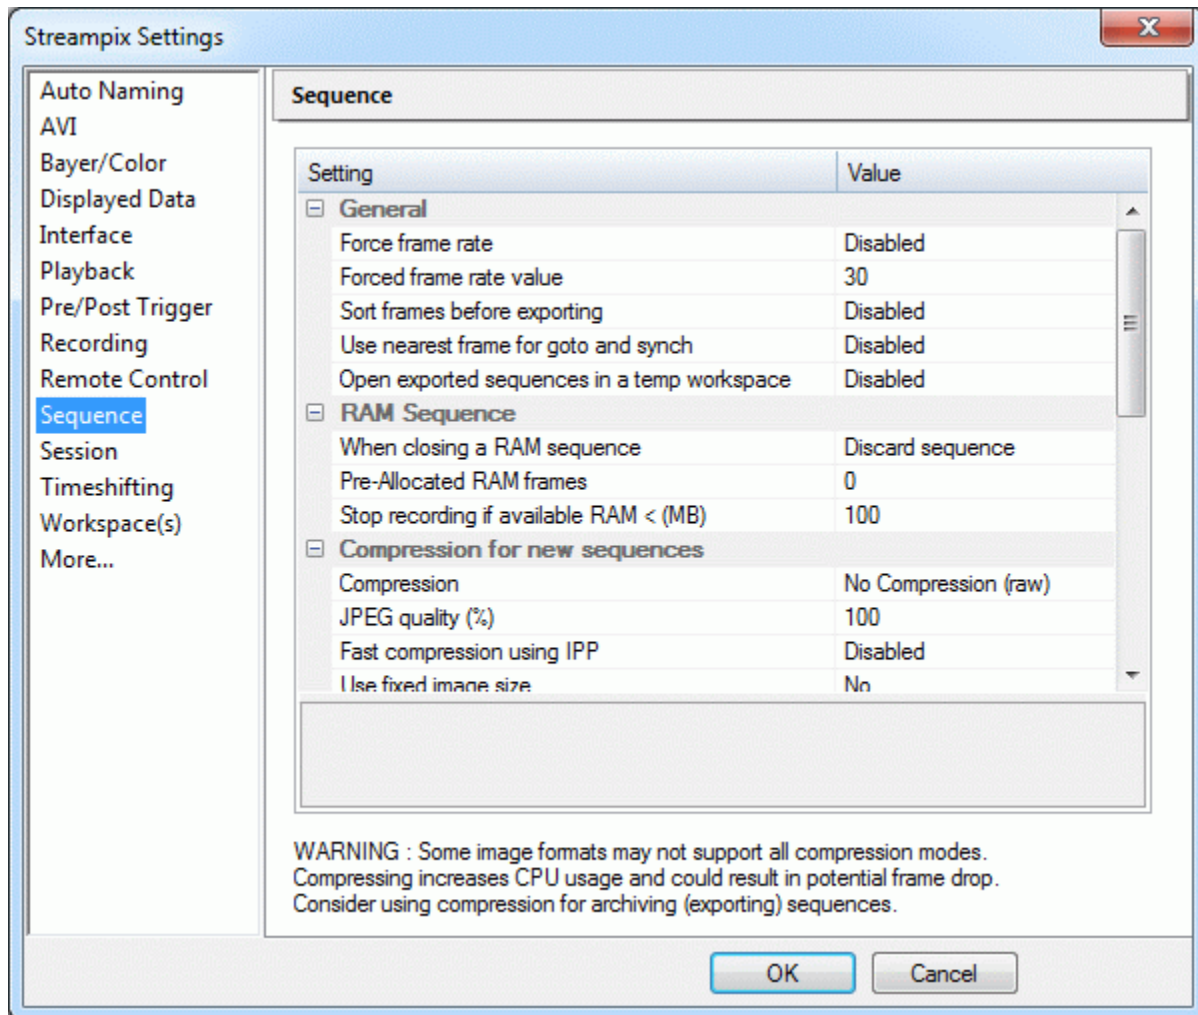 Streampix Settings
Auto Naming
AVI
Bayer/Color
Displayed Data
Interface
Playback
Pre/Post Trigger
Recording
Remote Control
Sequence
Session
Timeshifting
Workspace(s)
More...
Sequence
Setting Value
General
Force frame rate Disabled
Forced frame rate value 30
Sort frames before exporting Disabled
Use nearest frame for goto and synch Disabled
Open exported sequences in a temp workspace Disabled
RAM Sequence
When closing a RAM sequence Discard sequence
Pre-Allocated RAM frames 0
Stop recording if available RAM < (MB) 100
Compression for new sequences
Compression No Compression (raw)
JPEG quality (%) 100
Fast compression using IPP Disabled
Use fixed image size No
WARNING : Some image formats may not support all compression modes.
Compressing increases CPU usage and could result in potential frame drop.
Consider using compression for archiving (exporting) sequences.
OK Cancel